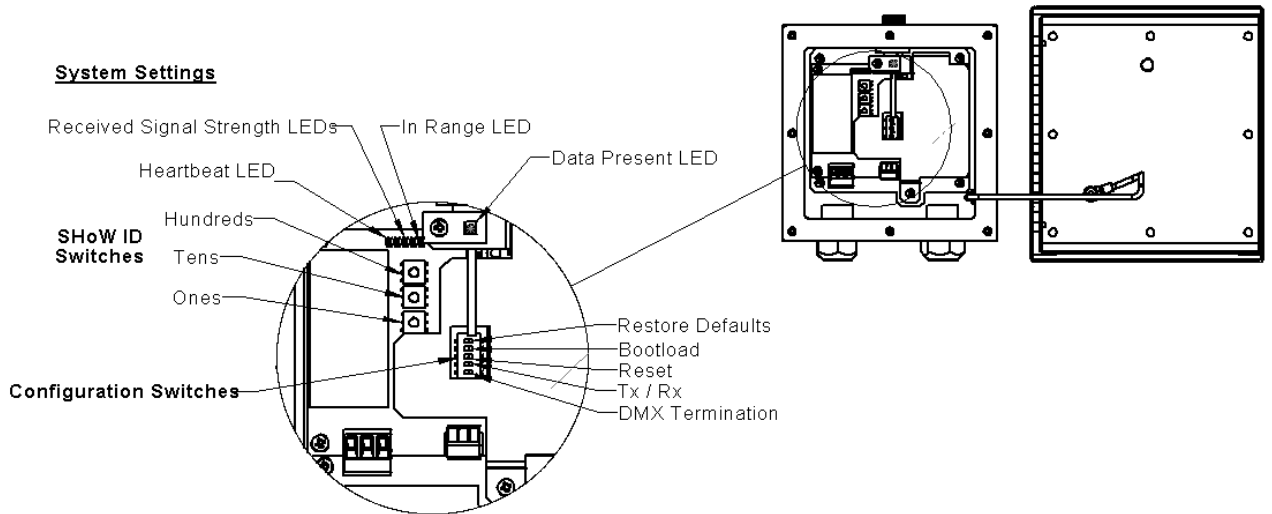 System Settings
Received Signal Strength LEDs
In Range LED
Data Present LED
Heartbeat LED
Hundreds
SHoW ID
Switches
Tens
Ones
Restore Defaults
Bootload
Reset
Configuration Switches
Tx / Rx
DMX Termination